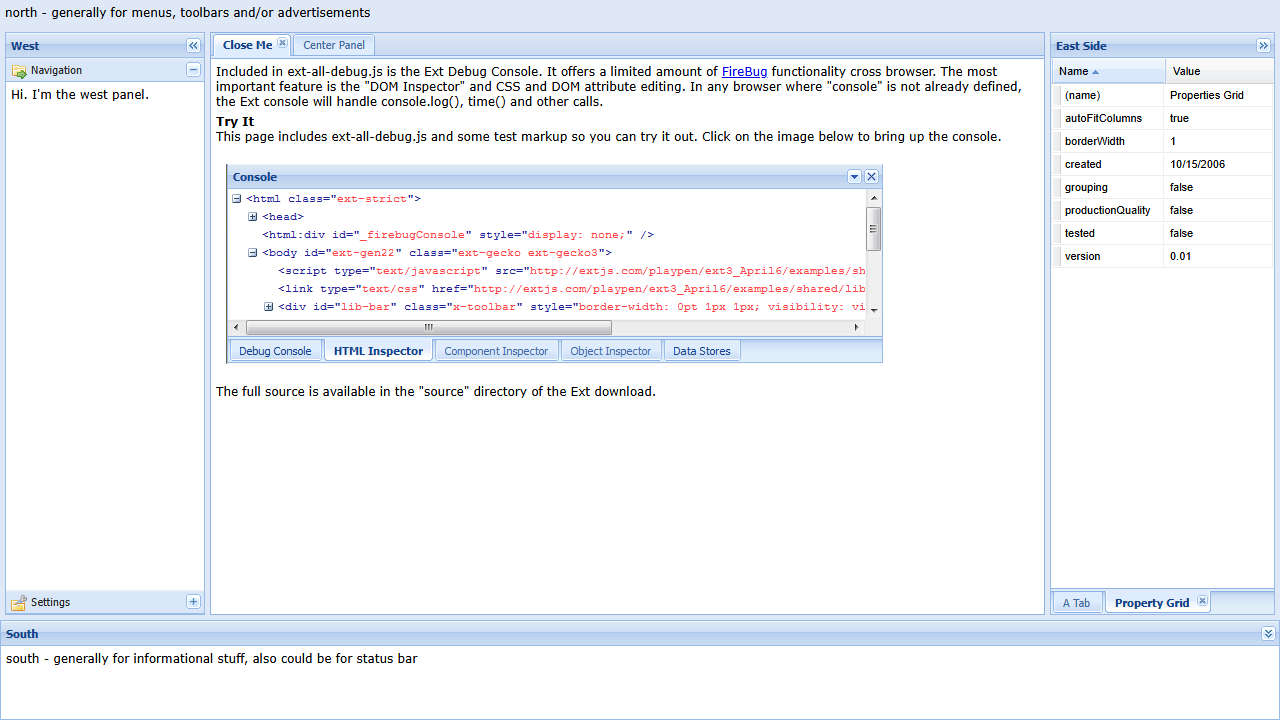 north - generally for menus, toolbars and/or advertisements
West
Navigation
Hi. I'm the west panel.
Settings
Close Me
Center Panel
Included in ext-all-debug.js is the Ext Debug Console. It offers a limited amount of FireBug functionality cross browser. The most
important feature is the "DOM Inspector" and CSS and DOM attribute editing. In any browser where "console" is not already defined,
the Ext console will handle console.log(), time() and other calls.
Try It
This page includes ext-all-debug.js and some test markup so you can try it out. Click on the image below to bring up the console.
Console
<html class="ext-strict">
<head>
<html:div id="_firebugConsole" style="display: none;" />
<body id="ext-gen22" class="ext-gecko ext-gecko3">
<script type="text/javascript" src="http://extjs.com/playpen/ext3_April6/examples/sh
<link type="text/css" href="http://extjs.com/playpen/ext3_April6/examples/shared/lib
<div id="lib-bar" class="x-toolbar" style="border-width: 0pt 1px 1px; visibility: vi
Debug Console
HTML Inspector
Component Inspector
Object Inspector
Data Stores
The full source is available in the "source" directory of the Ext download.
East Side
Name Value
(name) Properties Grid
autoFitColumns true
borderWidth 1
created 10/15/2006
grouping false
productionQuality false
tested false
version 0.01
A Tab
Property Grid
South
south - generally for informational stuff, also could be for status bar